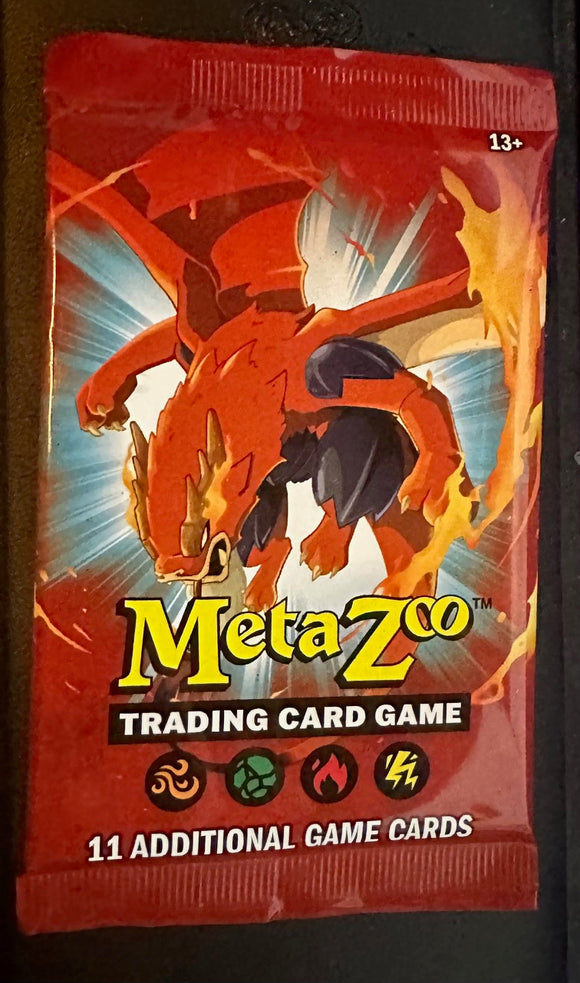 13+
MetaZoo™
TRADING CARD GAME
11 ADDITIONAL GAME CARDS